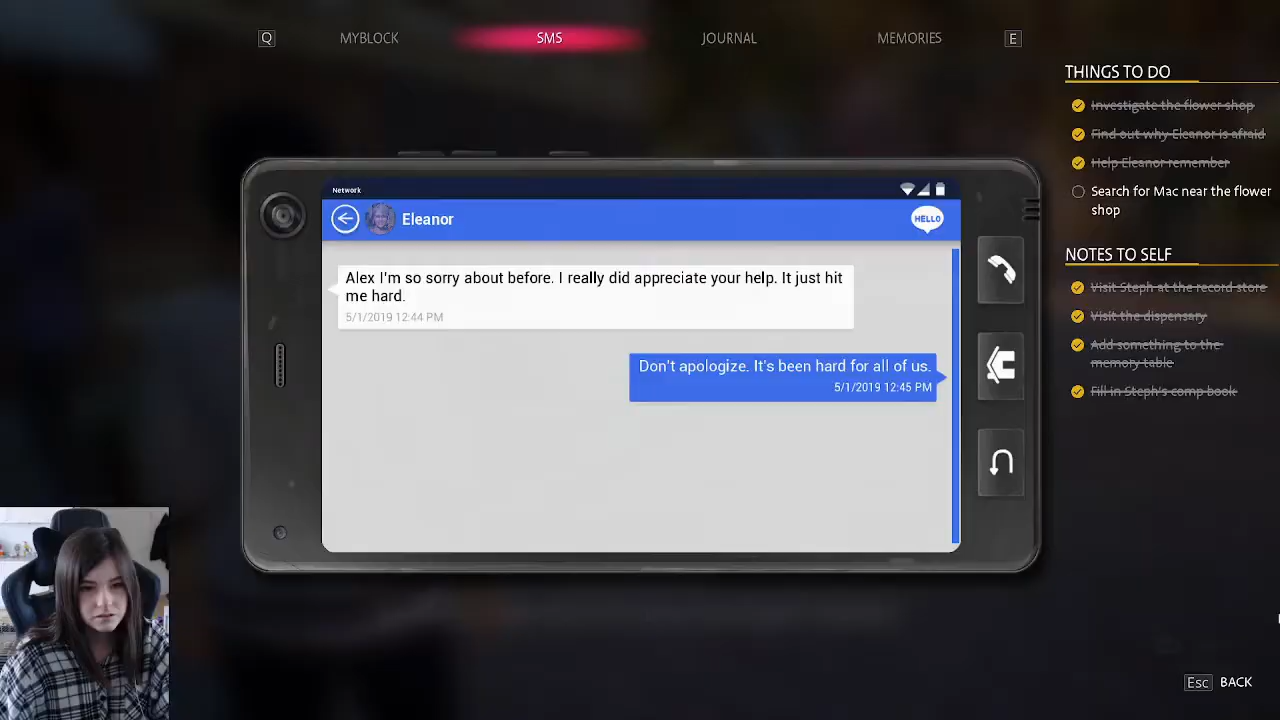 Q MYBLOCK SMS JOURNAL MEMORIES E
THINGS TO DO
Investigate the flower shop
Find out why Eleanor is afraid
Help Eleanor remember
Search for Mac near the flower
shop
NOTES TO SELF
Visit Steph at the record store
Visit the dispensary
Add something to the
memory table
Fill in Steph's comp book
Network
Eleanor
HELLO
Alex I'm so sorry about before. I really did appreciate your help. It just hit
me hard.
5/1/2019 12:44 PM
Don't apologize. It's been hard for all of us.
5/1/2019 12:45 PM
Esc BACK